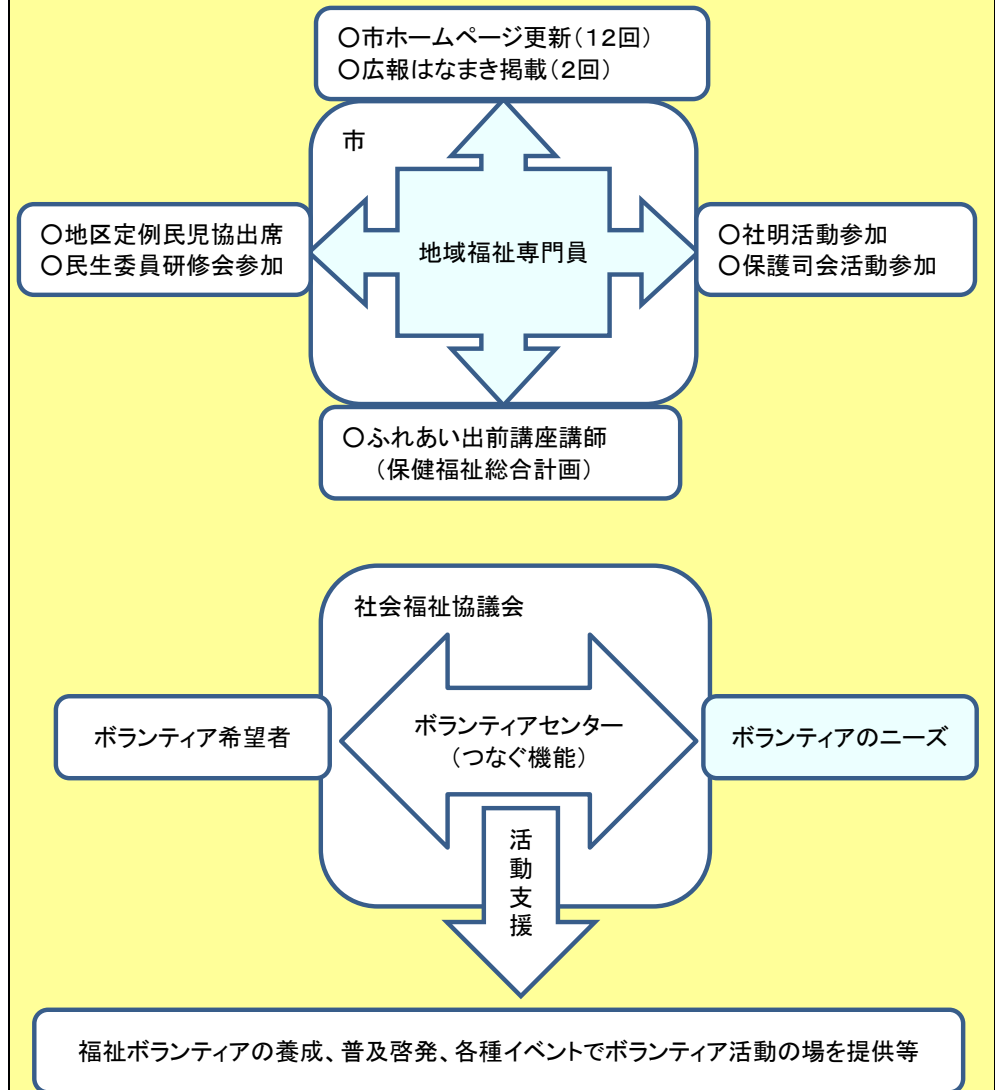 〇市ホームページ更新(12回)
〇広報はなまき掲載(2回)
市
〇地区定例民児協出席
〇民生委員研修会参加
地域福祉専門員
〇社明活動参加
〇保護司会活動参加
〇ふれあい出前講座講師
(保健福祉総合計画)
社会福祉協議会
ボランティア希望者
ボランティアセンター
(つなぐ機能)
ボランティアのニーズ
活動支援
福祉ボランティアの養成、普及啓発、各種イベントでボランティア活動の場を提供等